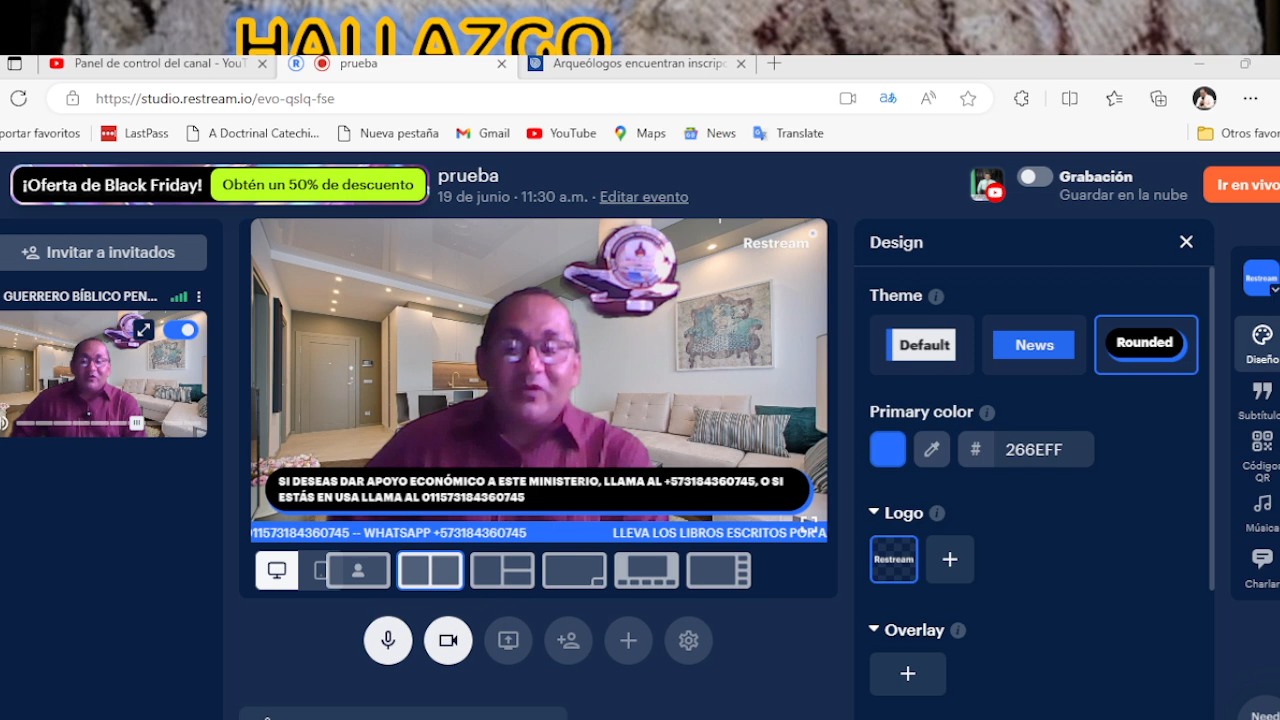 HALLAZGO
Panel de control del canal - YouT
prueba
Arqueólogos encuentran inscripc
https://studio.restream.io/evo-qslq-fse
portar favoritos
LastPass
A Doctrinal Catechi...
Nueva pestaña
Gmail
YouTube
Maps
News
Translate
Otros favor
¡Oferta de Black Friday!
Obtén un 50% de descuento
prueba
19 de junio · 11:30 a.m. · Editar evento
Grabación
Guardar en la nube
Ir en vivo
Invitar a invitados
GUERRERO BÍBLICO PEN...
Restream
SI DESEAS DAR APOYO ECONÓMICO A ESTE MINISTERIO, LLAMA AL +573184360745, O SI
ESTÁS EN USA LLAMA AL 011573184360745
011573184360745 -- WHATSAPP +573184360745
LLEVA LOS LIBROS ESCRITOS POR A
Design
Theme
Default
News
Rounded
Primary color
# 266EFF
Logo
Restream
Overlay
Restream
Diseño
Subtítulo
Código
QR
Música
Charlar
Need